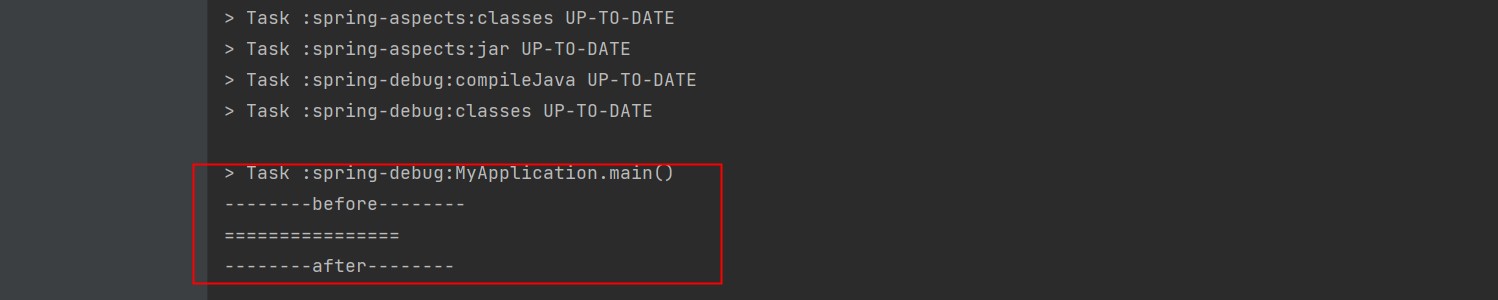 > Task :spring-aspects:classes UP-TO-DATE
> Task :spring-aspects:jar UP-TO-DATE
> Task :spring-debug:compileJava UP-TO-DATE
> Task :spring-debug:classes UP-TO-DATE
> Task :spring-debug:MyApplication.main()
--------before--------
================
--------after--------